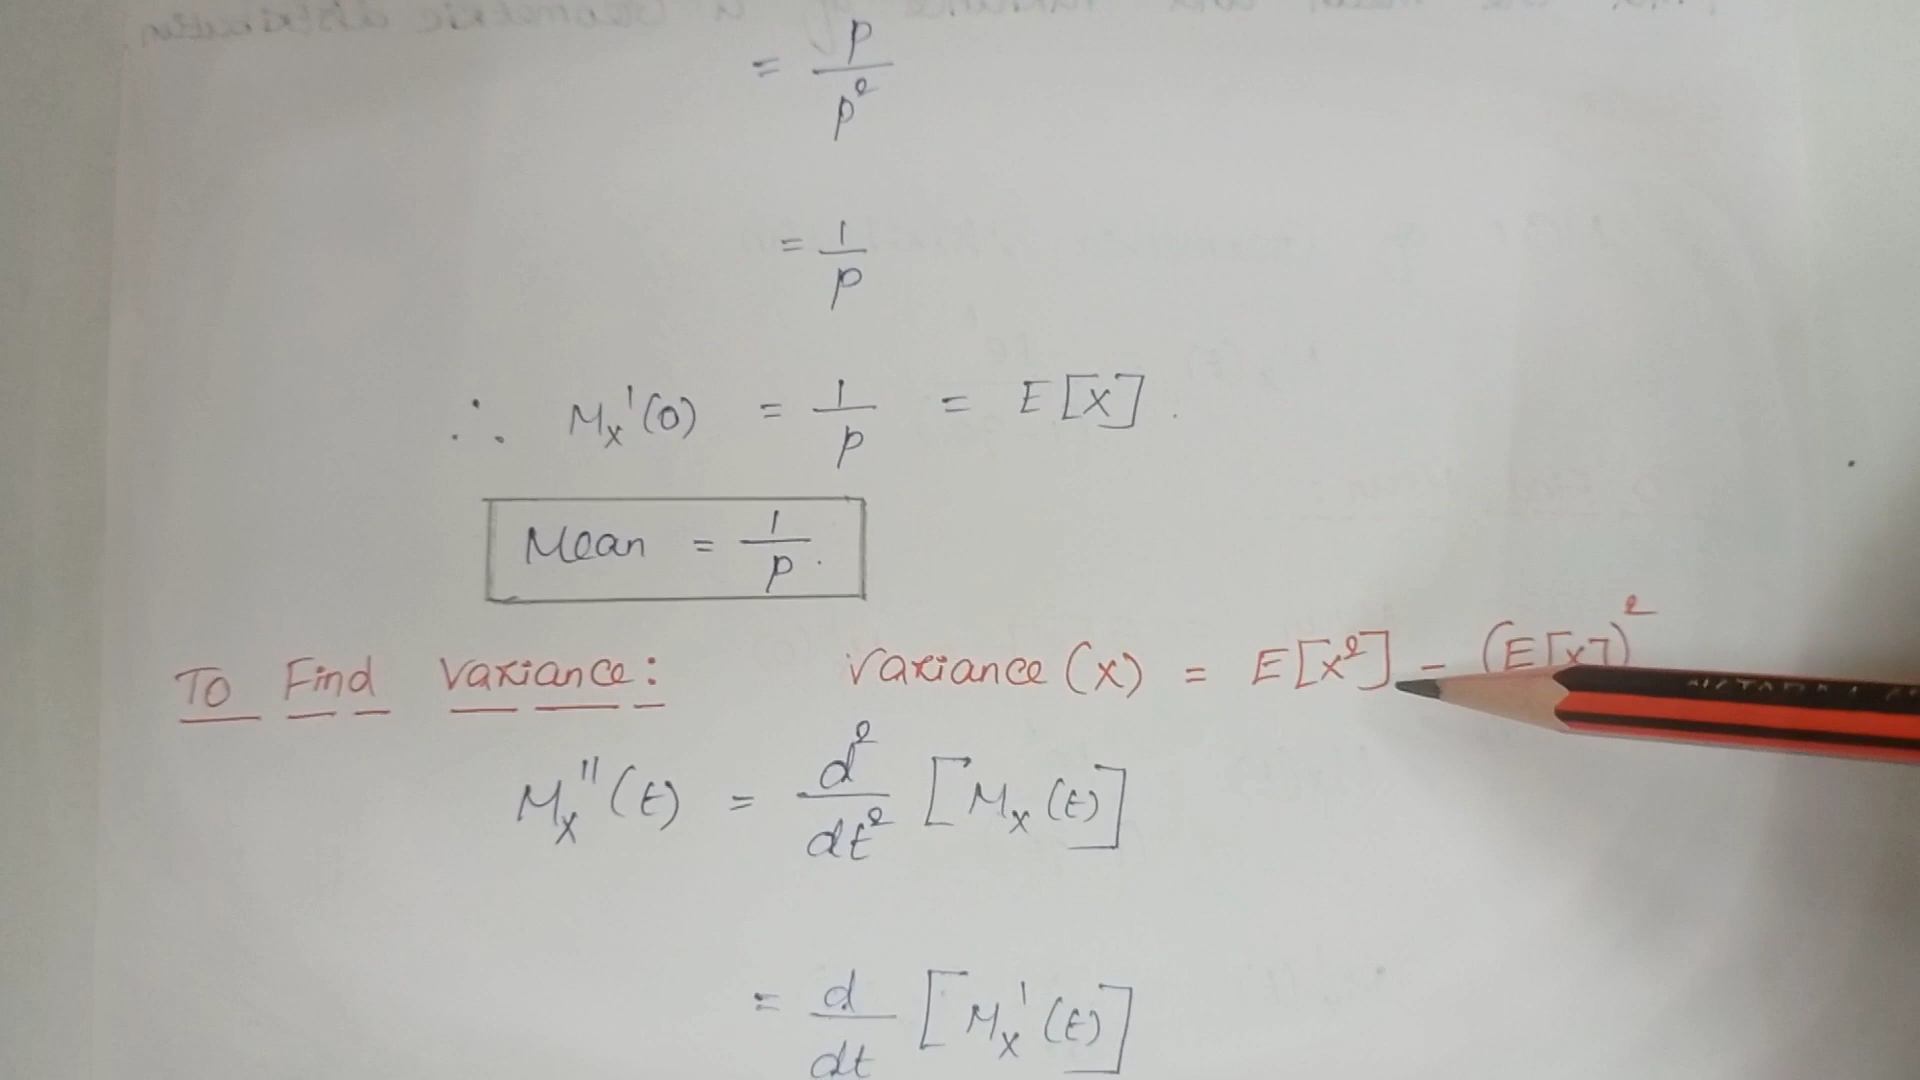 = p/p²
= 1/p
∴ Mx'(0) = 1/p = E[X].
Mean = 1/p.
To Find Variance: Variance (x) = E[x²] - (E[x])²
Mx''(t) = d²/dt² [Mx(t)]
= d/dt [Mx'(t)]